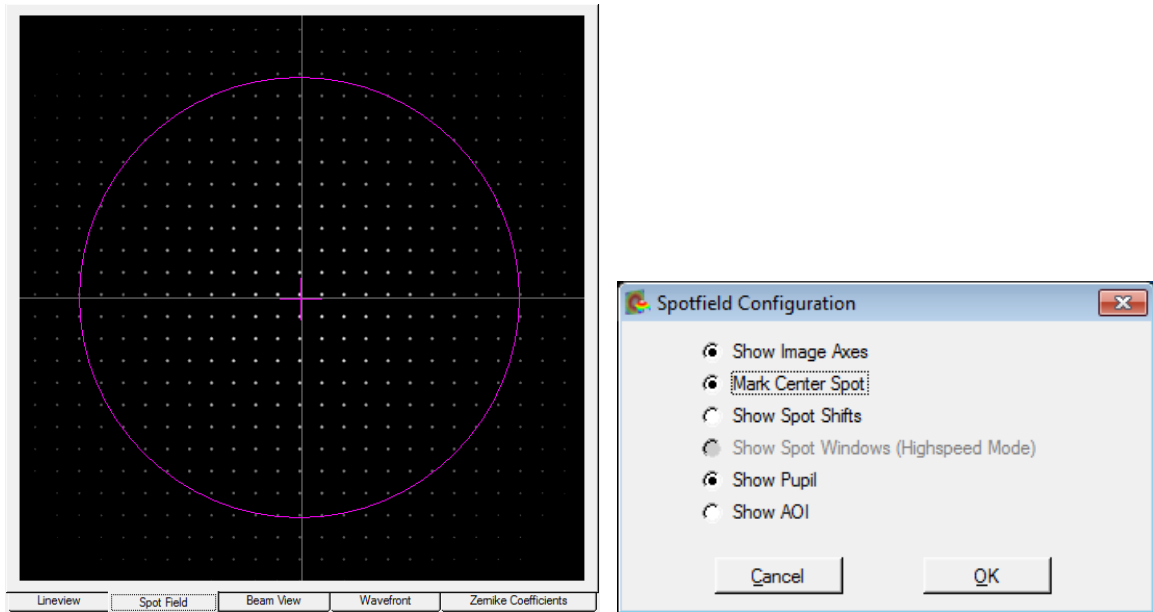 Lineview
Spot Field
Beam View
Wavefront
Zernike Coefficients
Spotfield Configuration
Show Image Axes
Mark Center Spot
Show Spot Shifts
Show Spot Windows (Highspeed Mode)
Show Pupil
Show AOI
Cancel
OK